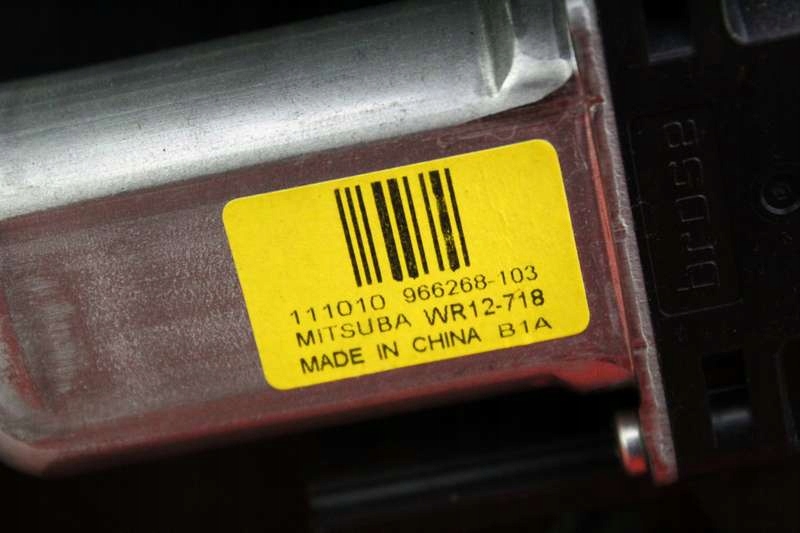 111010 966268-103
MITSUBA WR12-718
MADE IN CHINA B1A
brose